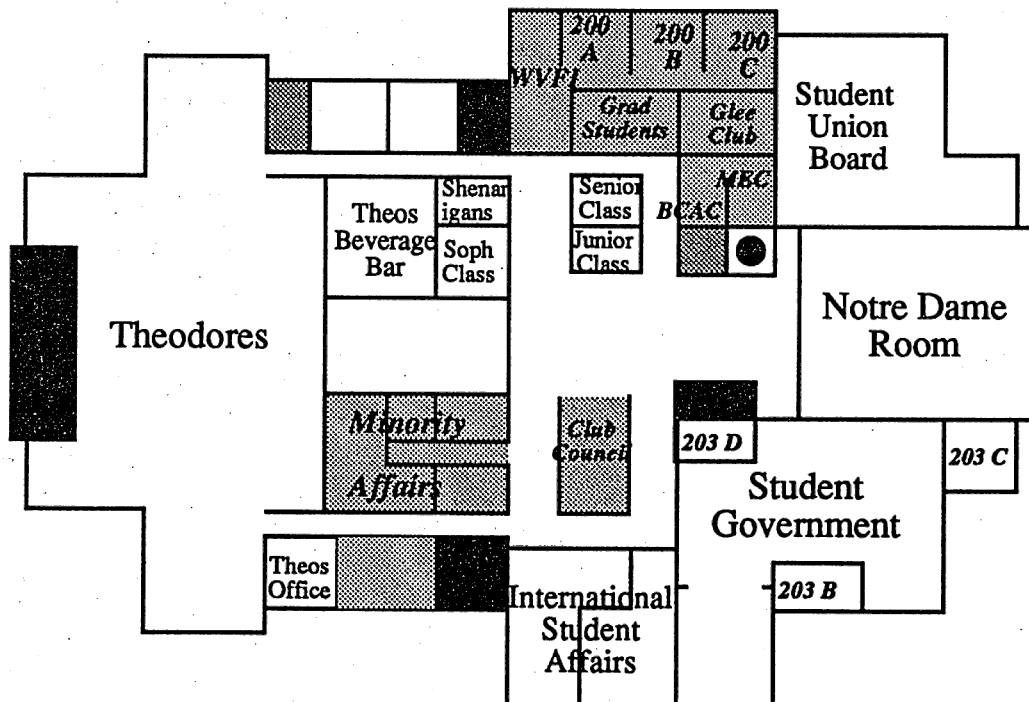 200
A
200
B
200
C
WVFI
Grad
Students
Glee
Club
Student
Union
Board
MEC
BCAC
Shenan
igans
Senior
Class
Theos
Beverage
Bar
Soph
Class
Junior
Class
Theodores
Notre Dame
Room
Minority
Affairs
Club
Council
203 D
203 C
Student
Government
Theos
Office
203 B
International
Student
Affairs